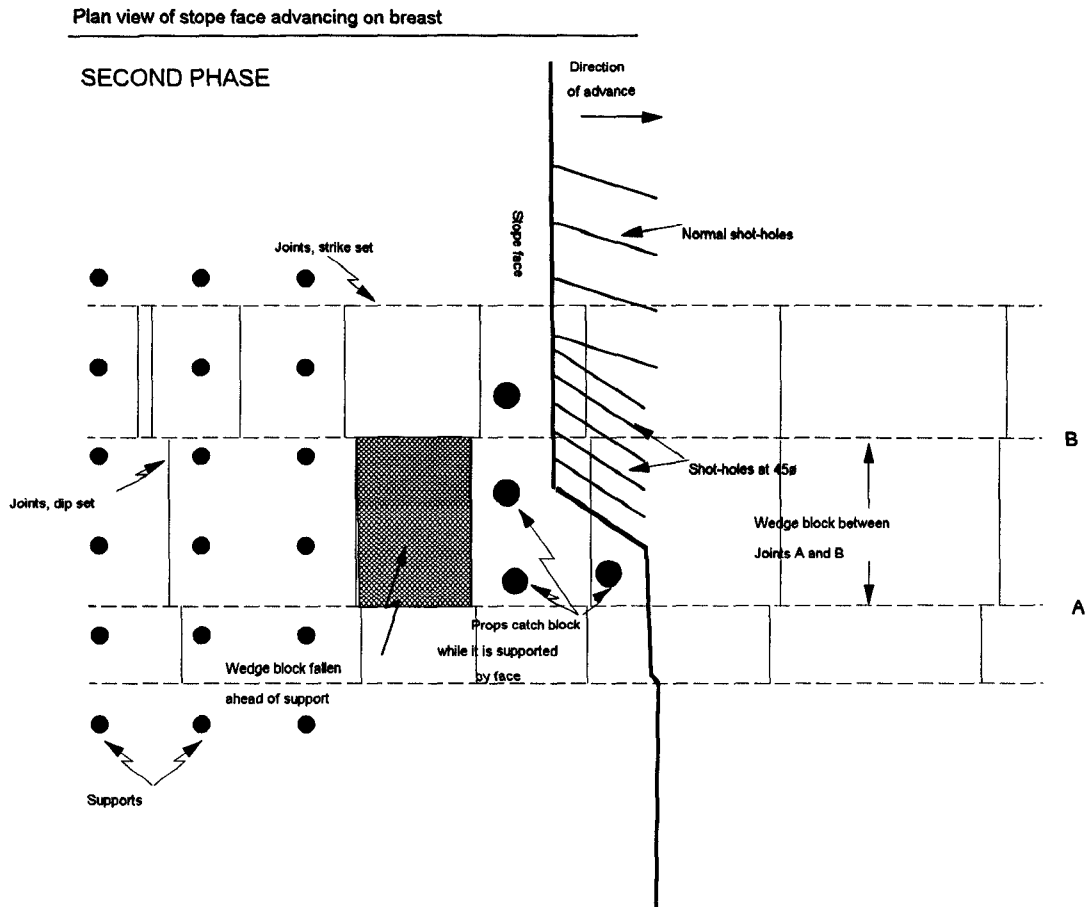 Plan view of stope face advancing on breast
SECOND PHASE
Direction
of advance
Stope face
Normal shot-holes
Joints, strike set
B
Shot-holes at 45ø
Joints, dip set
Wedge block between
Joints A and B
A
Props catch block
while it is supported
by face
Wedge block fallen
ahead of support
Supports